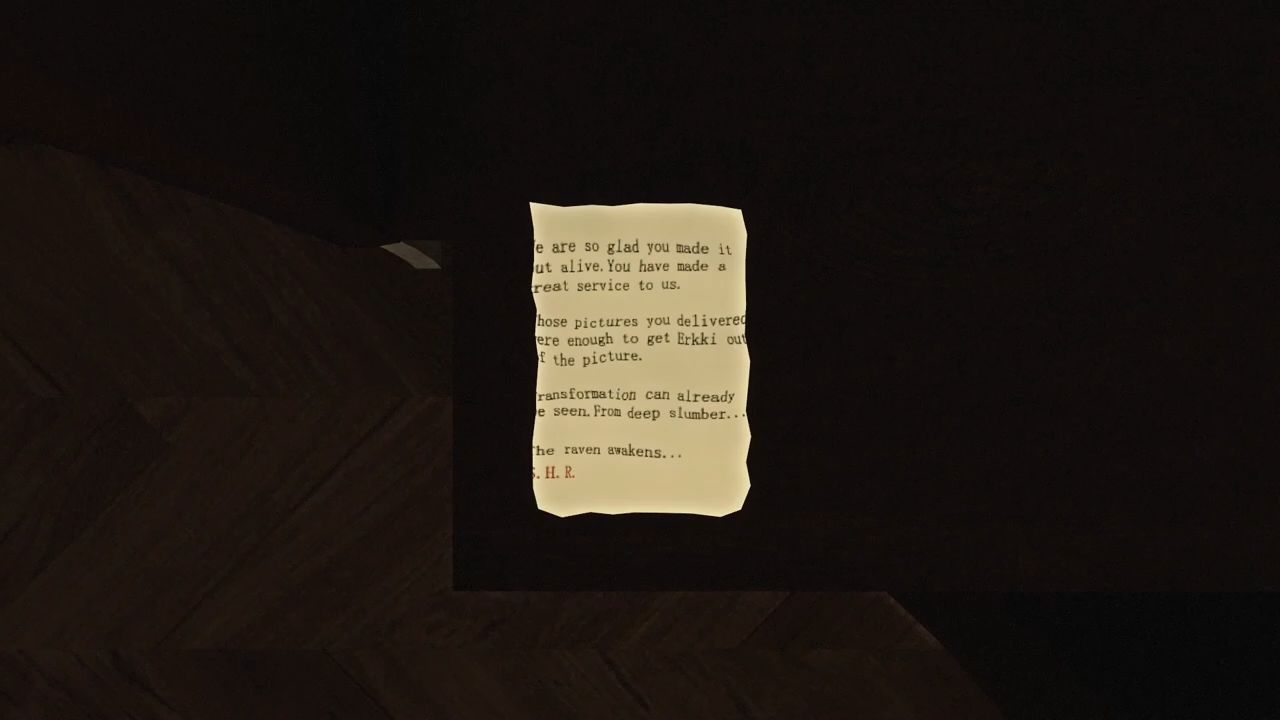 e are so glad you made it
ut alive. You have made a
reat service to us.
hose pictures you delivered
ere enough to get Erkki out
f the picture.
ransformation can already
e seen. From deep slumber...
The raven awakens...
S. H. R.